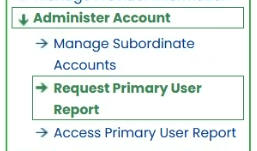 Administer Account
Manage Subordinate
Accounts
Request Primary User
Report
Access Primary User Report